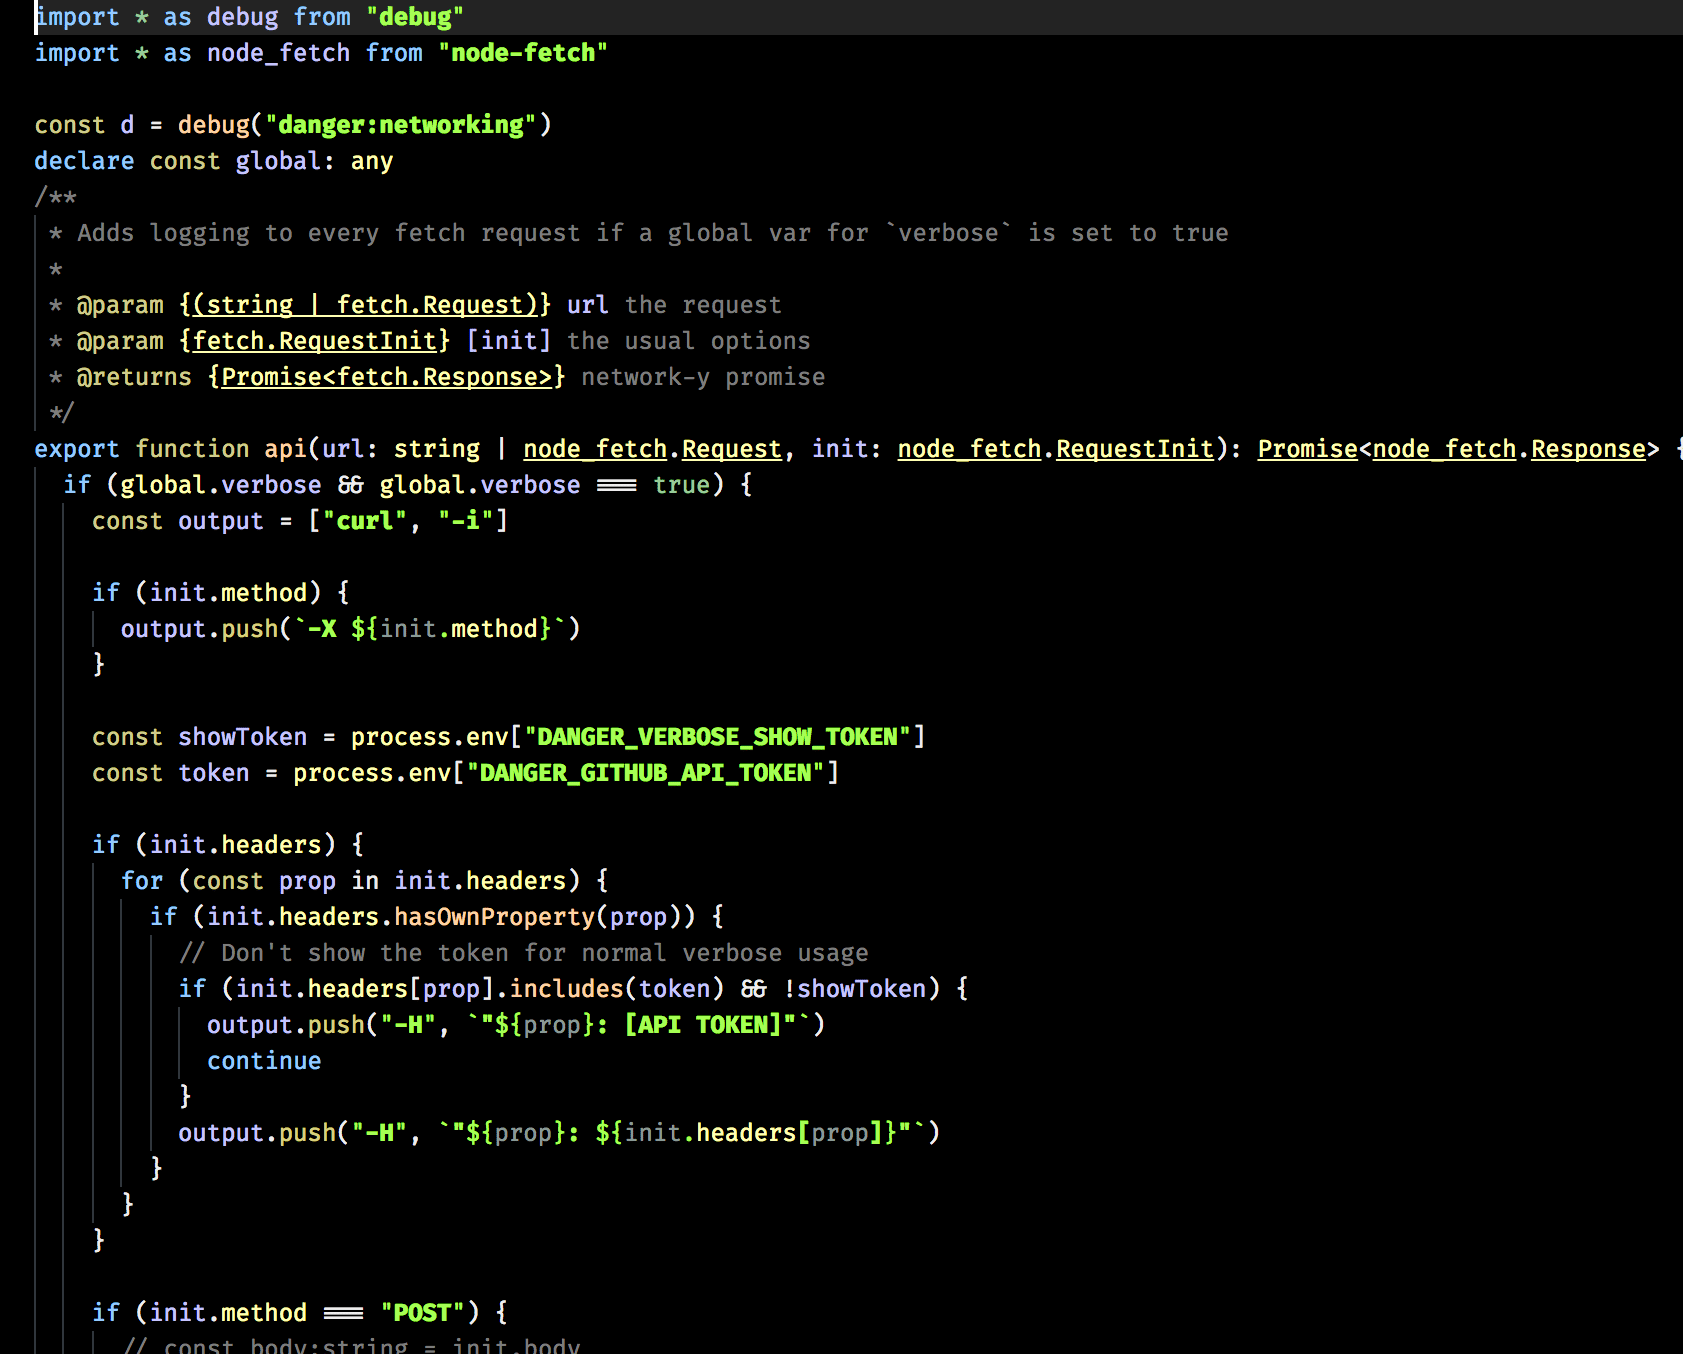 import * as debug from "debug"
import * as node_fetch from "node-fetch"

const d = debug("danger:networking")
declare const global: any
/**
 * Adds logging to every fetch request if a global var for `verbose` is set to true
 *
 * @param {(string | fetch.Request)} url the request
 * @param {fetch.RequestInit} [init] the usual options
 * @returns {Promise<fetch.Response>} network-y promise
 */
export function api(url: string | node_fetch.Request, init: node_fetch.RequestInit): Promise<node_fetch.Response> {
  if (global.verbose && global.verbose === true) {
    const output = ["curl", "-i"]

    if (init.method) {
      output.push(`-X ${init.method}`)
    }

    const showToken = process.env["DANGER_VERBOSE_SHOW_TOKEN"]
    const token = process.env["DANGER_GITHUB_API_TOKEN"]

    if (init.headers) {
      for (const prop in init.headers) {
        if (init.headers.hasOwnProperty(prop)) {
          // Don't show the token for normal verbose usage
          if (init.headers[prop].includes(token) && !showToken) {
            output.push("-H", `"${prop}: [API TOKEN]"`)
            continue
          }
          output.push("-H", `"${prop}: ${init.headers[prop]}"`)
        }
      }
    }

    if (init.method === "POST") {
      // const body:string = init.body